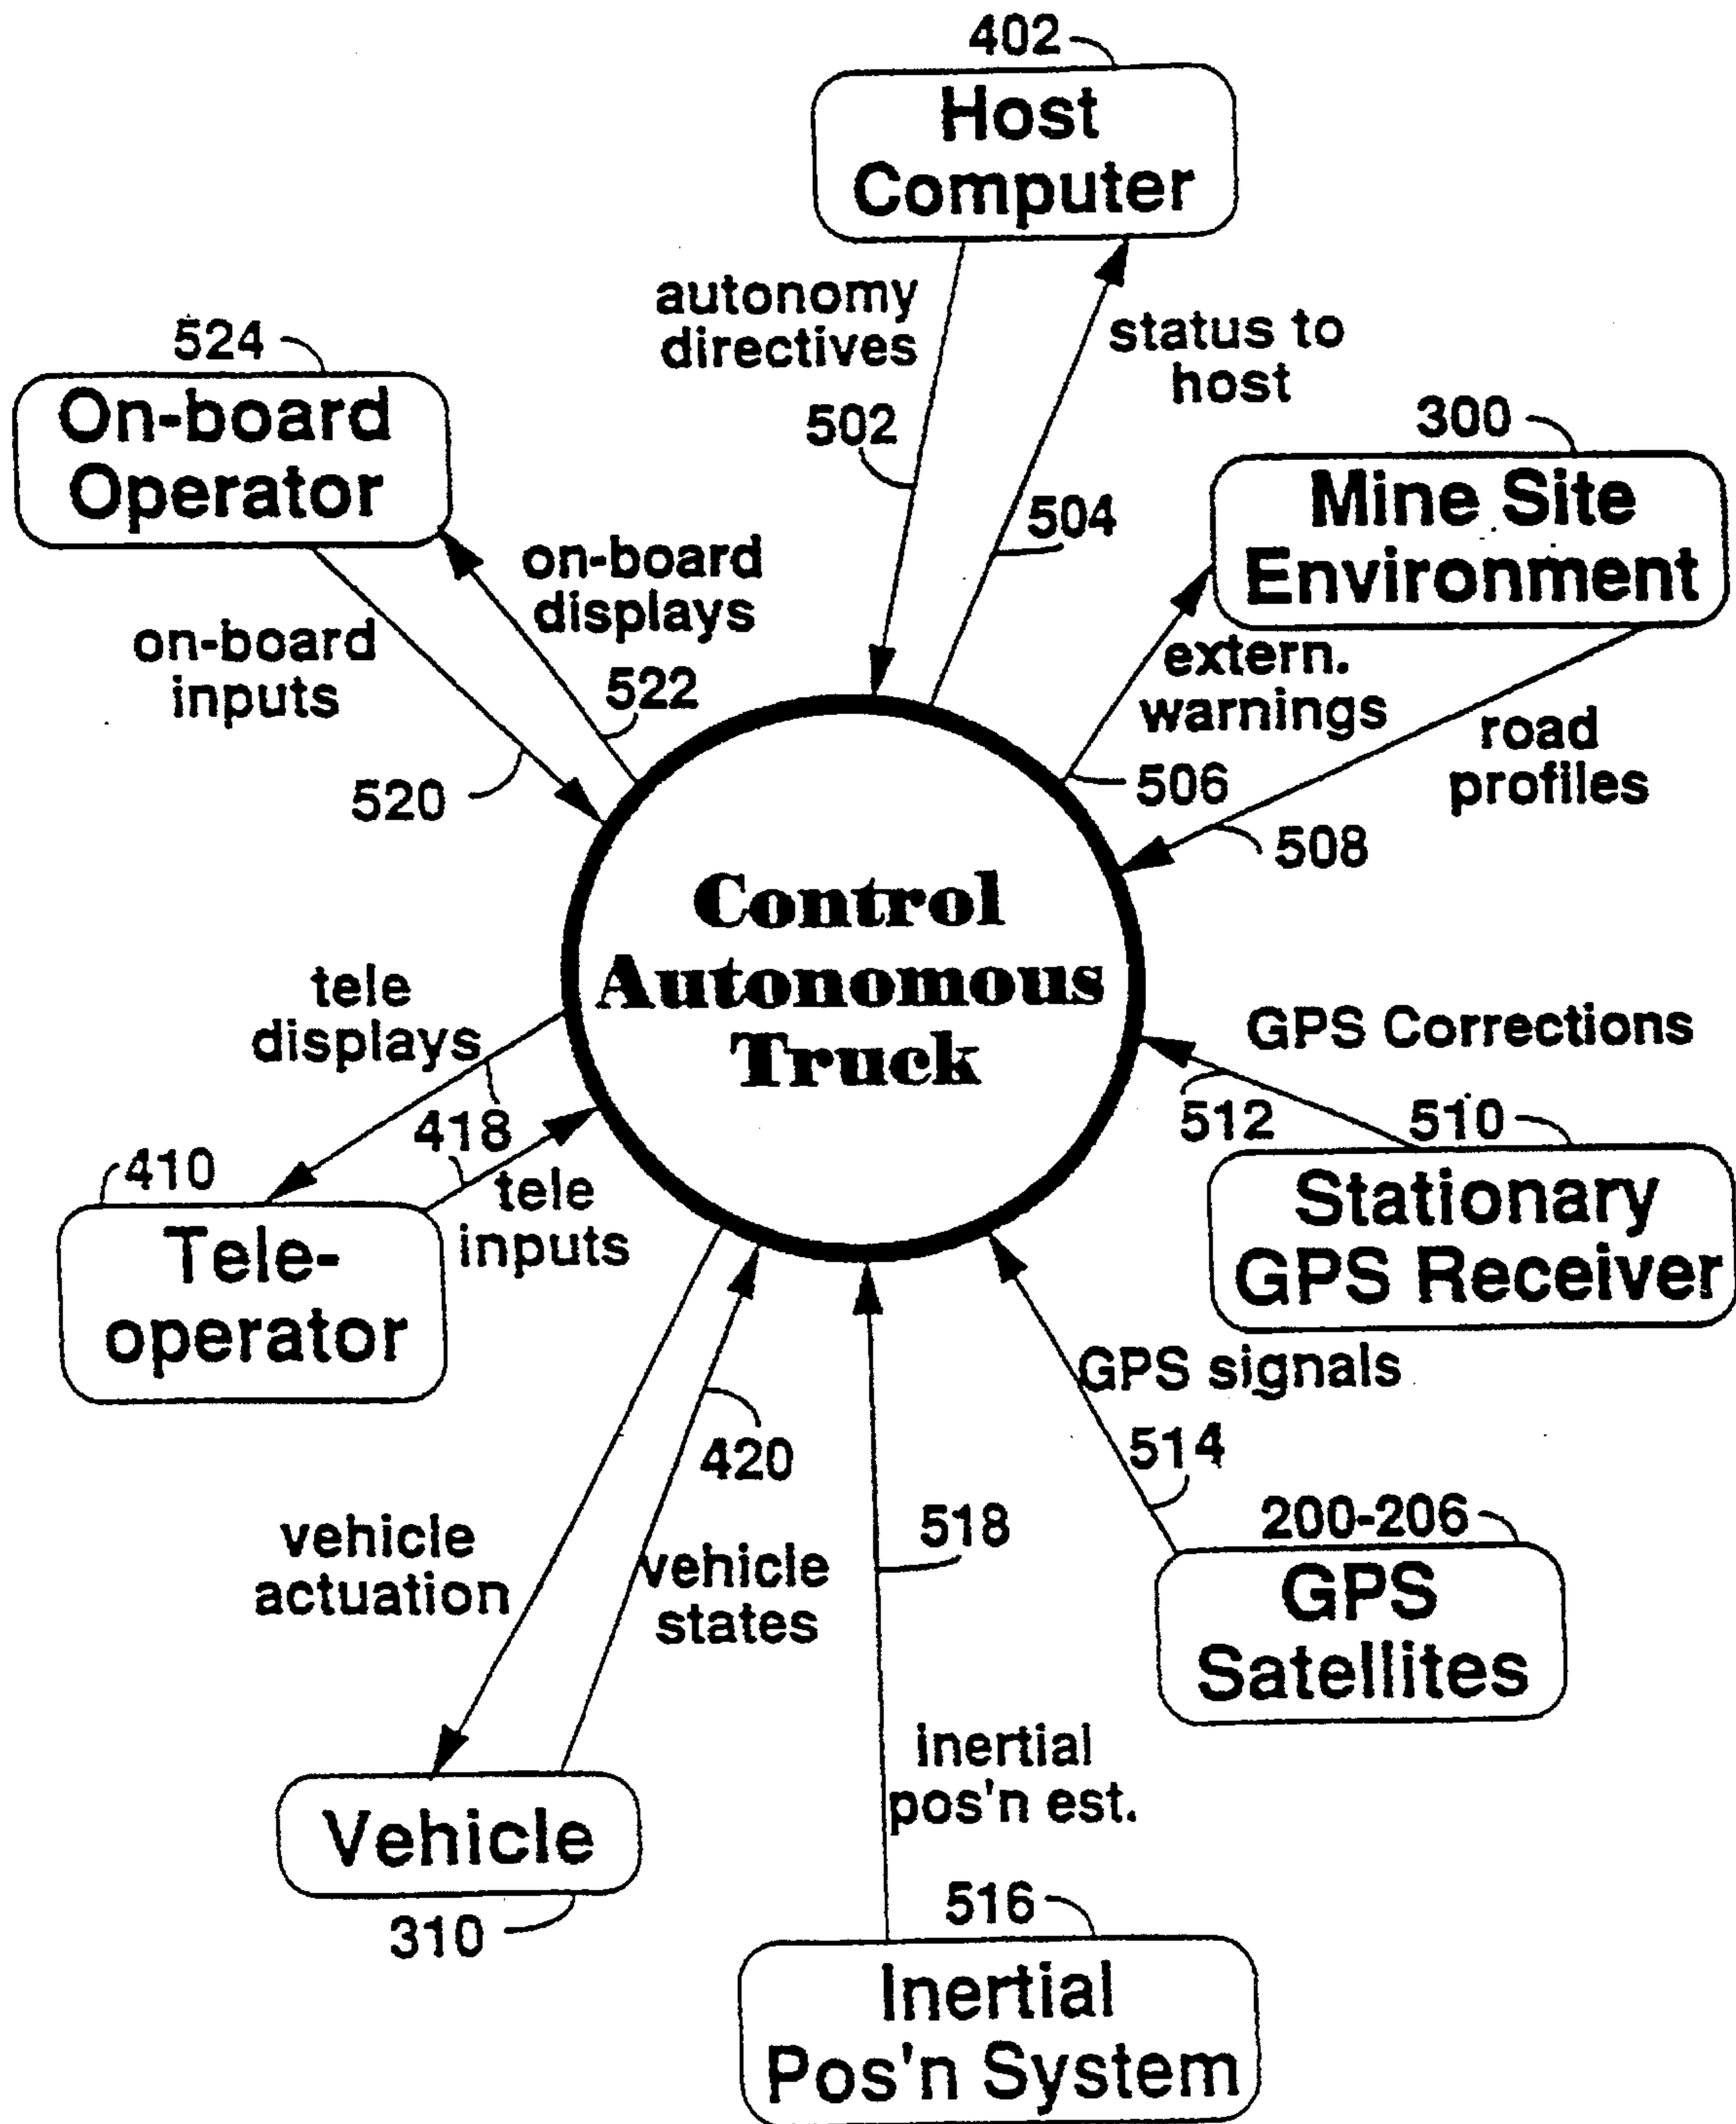 402
Host
Computer
autonomy
directives
status to
host
502
504
524
On-board
Operator
on-board
displays
on-board
inputs
522
520
300
Mine Site
Environment
extern.
warnings
506
road
profiles
508
Control
Autonomous
Truck
tele
displays
418
410
418
tele
inputs
Tele-
operator
GPS Corrections
512
510
Stationary
GPS Receiver
GPS signals
514
200-206
GPS
Satellites
420
vehicle
actuation
vehicle
states
518
Vehicle
310
inertial
pos'n est.
516
Inertial
Pos'n System